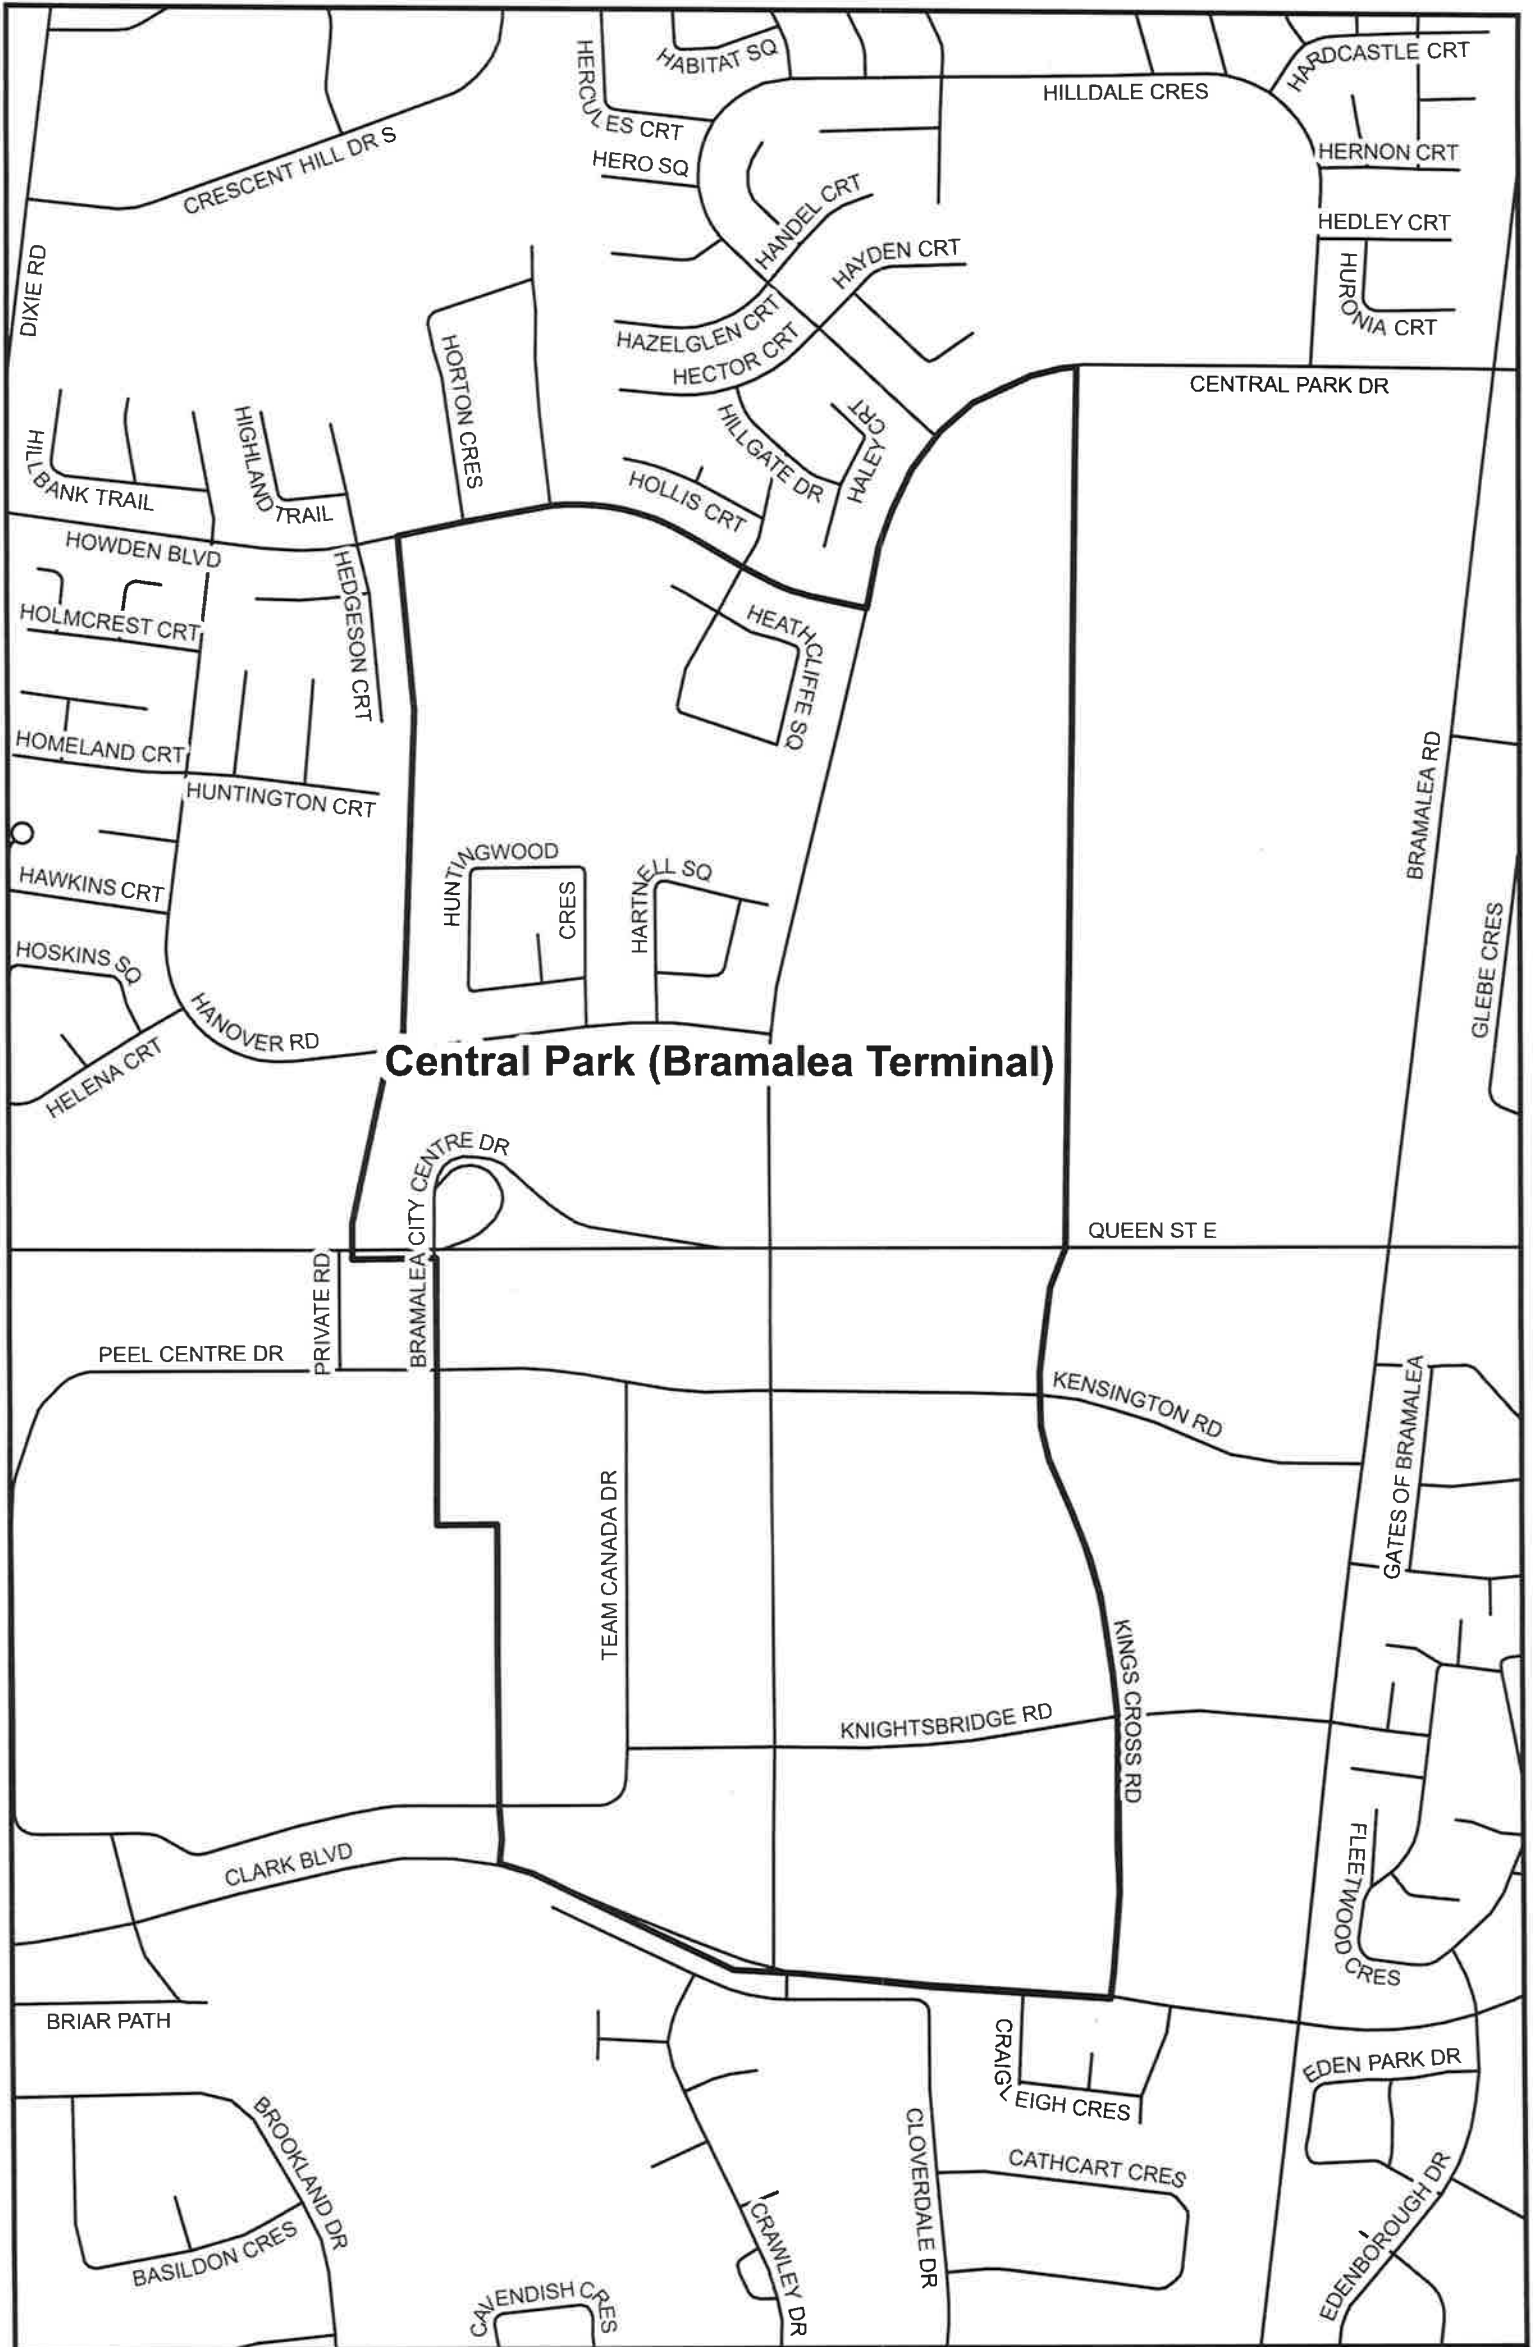 HABITAT SQ
HERCULES CRT
HARDCASTLE CRT
HILLDALE CRES
CRESCENT HILL DR S
HERO SQ
HERNON CRT
HANDEL CRT
HEDLEY CRT
DIXIE RD
HAYDEN CRT
HURONIA CRT
HAZELGLEN CRT
HECTOR CRT
HORTON CRES
CENTRAL PARK DR
HILLBANK TRAIL
HIGHLAND TRAIL
HILLGATE DR
HALEY CRT
HOLLIS CRT
HOWDEN BLVD
HEDGESON CRT
HOLMCREST CRT
HEATHCLIFFE SQ
HOMELAND CRT
HUNTINGTON CRT
BRAMALEA RD
HUNTINGWOOD CRES
HARTNELL SQ
HAWKINS CRT
GLEBE CRES
HOSKINS SQ
HANOVER RD
HELENA CRT
Central Park (Bramalea Terminal)
BRAMALEA CITY CENTRE DR
QUEEN ST E
PRIVATE RD
PEEL CENTRE DR
KENSINGTON RD
GATES OF BRAMALEA
TEAM CANADA DR
KINGS CROSS RD
KNIGHTSBRIDGE RD
CLARK BLVD
FLEETWOOD CRES
BRIAR PATH
CRAIGLEIGH CRES
EDEN PARK DR
BROOKLAND DR
CLOVERDALE DR
CATHCART CRES
BASILDON CRES
CRAWLEY DR
EDENBOROUGH DR
CAVENDISH CRES